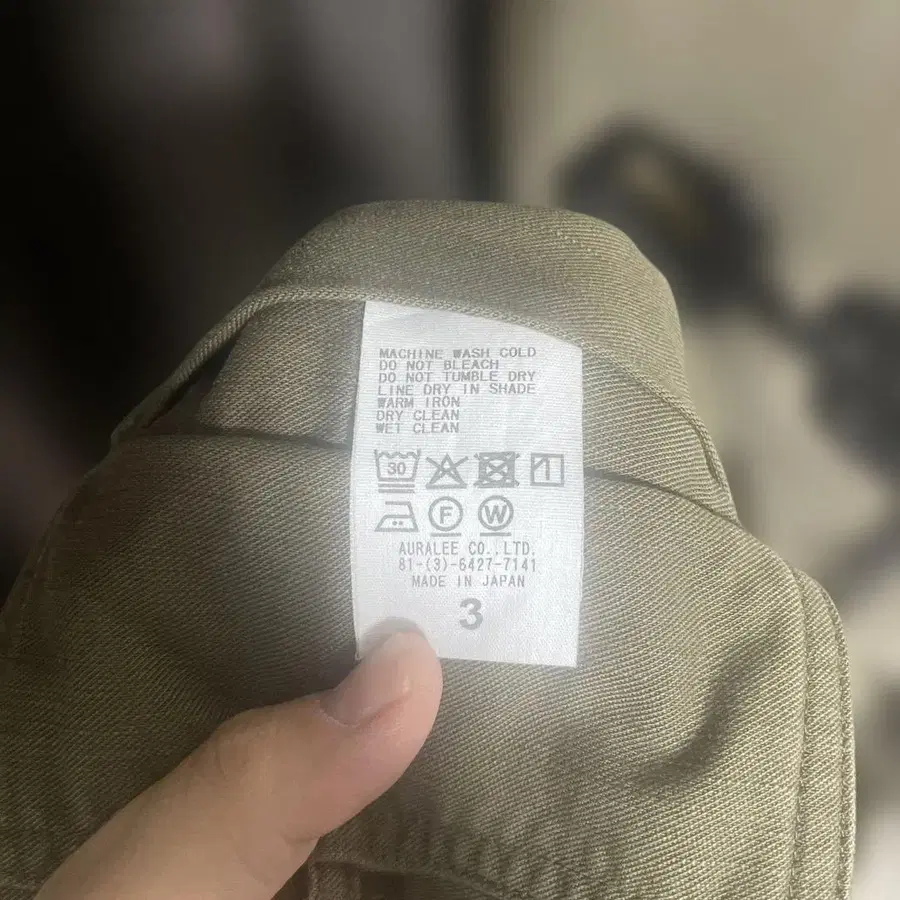 MACHINE WASH COLD
DO NOT BLEACH
DO NOT TUMBLE DRY
LINE DRY IN SHADE
WARM IRON
DRY CLEAN
WET CLEAN
30
F W
AURALEE CO.,LTD.
81-(3)-6427-7141
MADE IN JAPAN
3